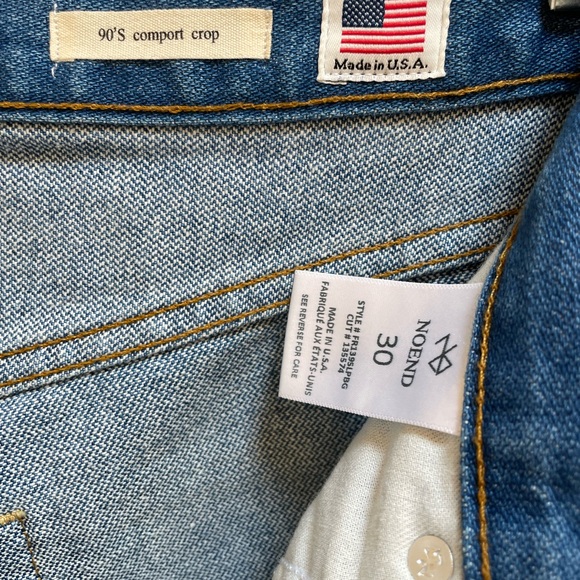 90'S comport crop
Made in U.S.A.
NOEND
30
STYLE # FR1395LPBG
CUT # 135574
MADE IN U.S.A.
FABRIQUÉ AUX ÉTATS-UNIS
SEE REVERSE FOR CARE